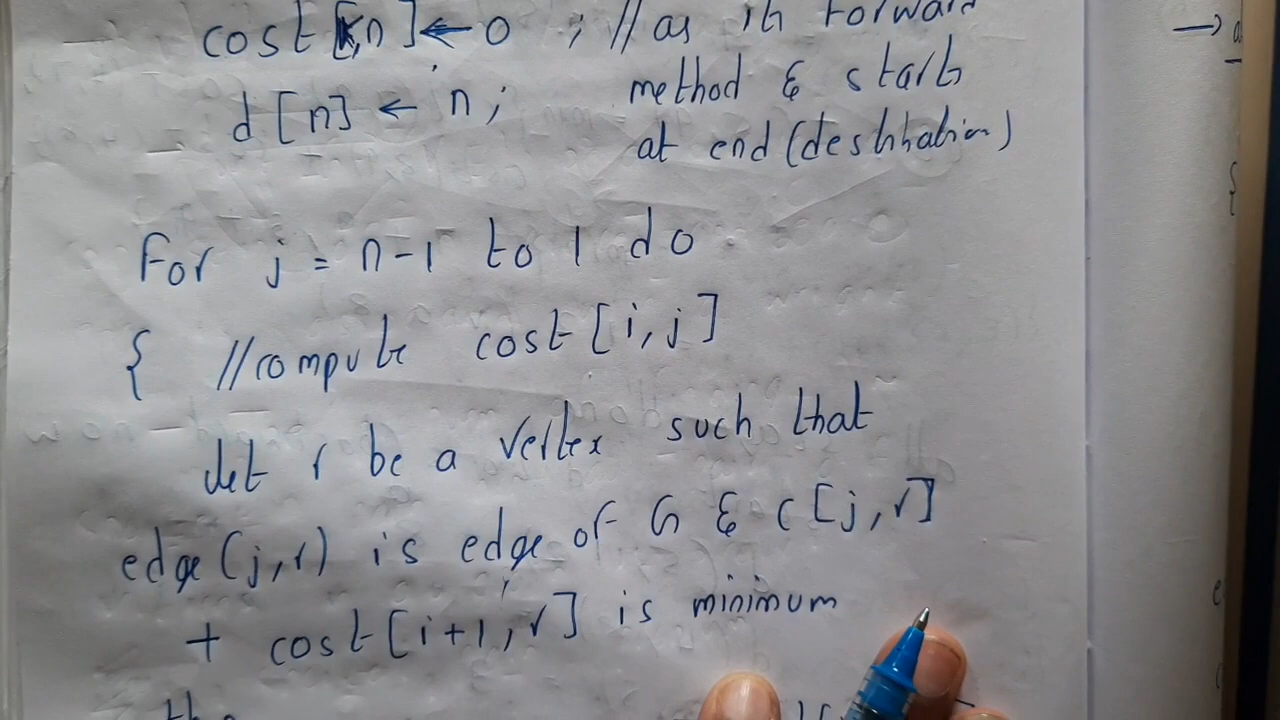 cost[k,n] ← 0 ; //as in forward
d[n] ← n; method & starts
at end (destination)
For j = n-1 to 1 do
{ //compute cost[i,j]
Let r be a vertex such that
edge(j,r) is edge of G & c[j,r]
+ cost[i+1,r] is minimum